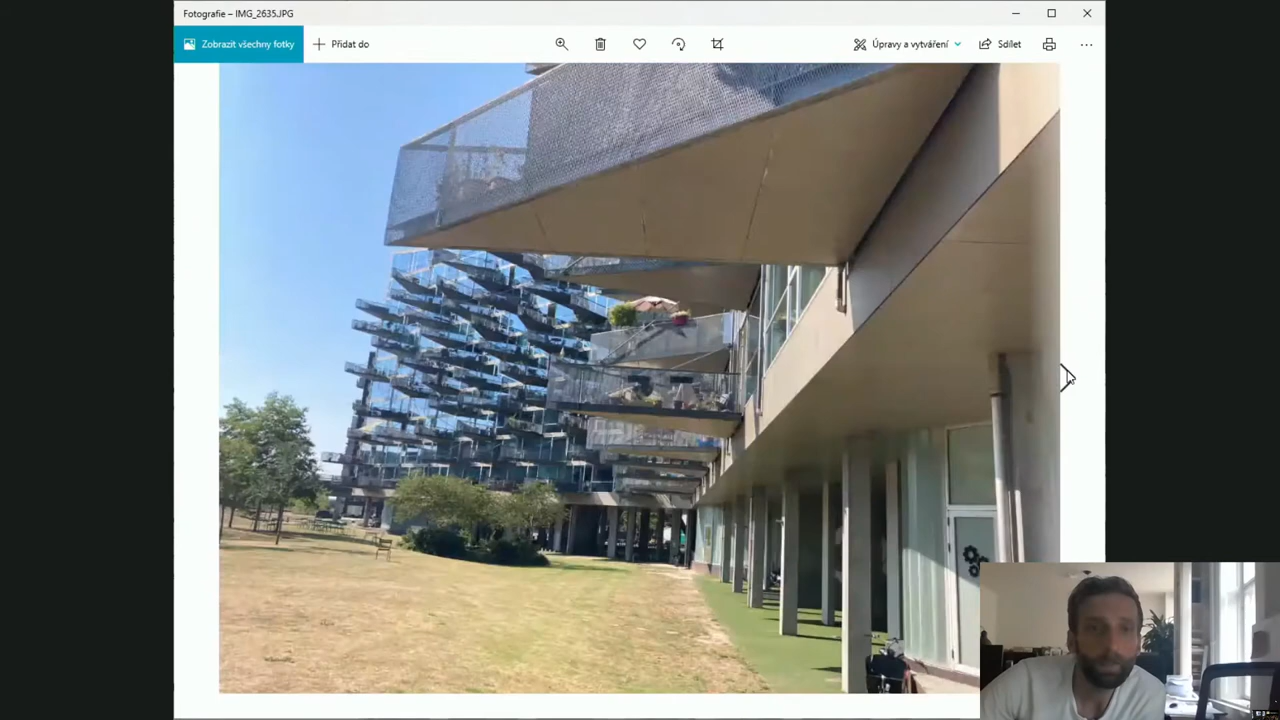 Fotografie – IMG_2635.JPG
Zobrazit všechny fotky
Přidat do
Úpravy a vytváření
Sdílet